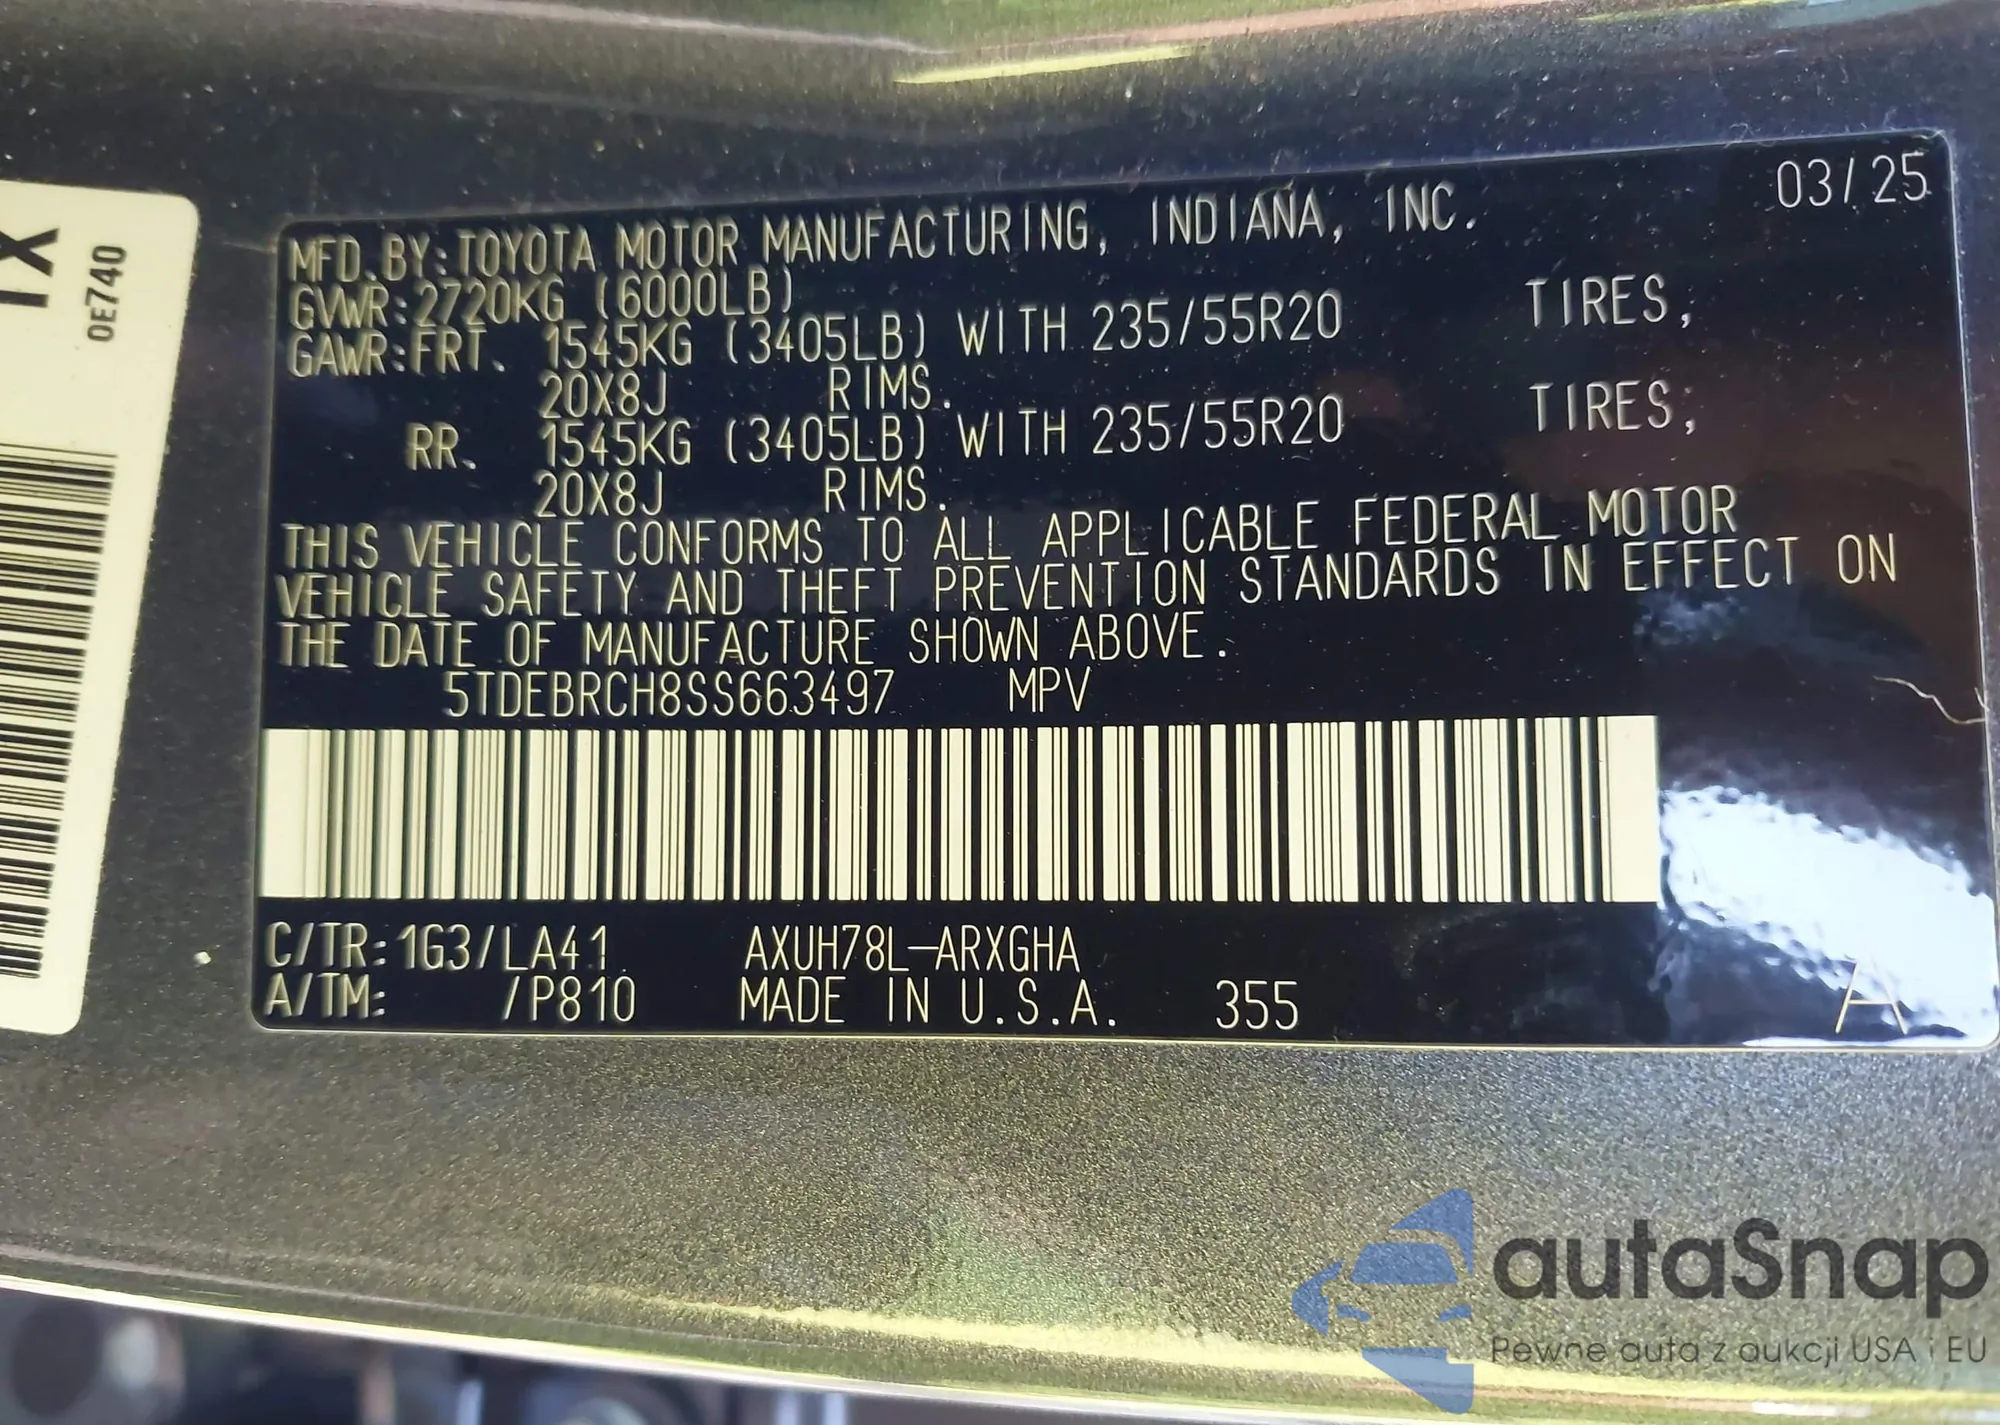 TX
0E740
03/25
MFD. BY: TOYOTA MOTOR MANUFACTURING, INDIANA, INC.
GVWR: 2720KG (6000LB)
GAWR: FRT. 1545KG (3405LB) WITH 235/55R20 TIRES,
20X8J RIMS.
RR. 1545KG (3405LB) WITH 235/55R20 TIRES,
20X8J RIMS.
THIS VEHICLE CONFORMS TO ALL APPLICABLE FEDERAL MOTOR
VEHICLE SAFETY AND THEFT PREVENTION STANDARDS IN EFFECT ON
THE DATE OF MANUFACTURE SHOWN ABOVE.
5TDEBRCH8SS663497 MPV
C/TR: 1G3/LA41 AXUH78L-ARXGHA
A/TM: /P810 MADE IN U.S.A. 355 A
autaSnap
Pewne auta z aukcji USA i EU